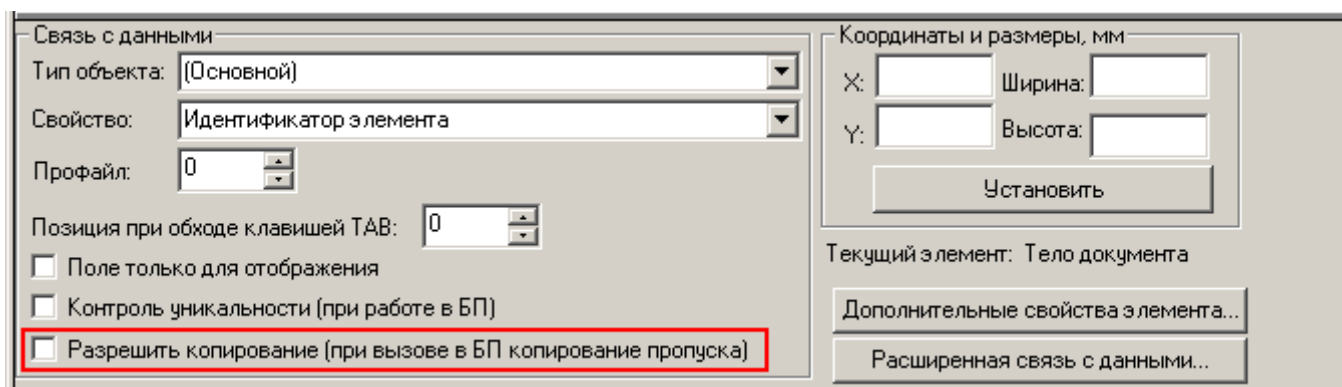 Связь с данными
Тип объекта: (Основной)
Свойство: Идентификатор элемента
Профайл: 0
Позиция при обходе клавишей TAB: 0
Поле только для отображения
Контроль уникальности (при работе в БП)
Разрешить копирование (при вызове в БП копирование пропуска)
Координаты и размеры, мм
X: Ширина:
Y: Высота:
Установить
Текущий элемент: Тело документа
Дополнительные свойства элемента...
Расширенная связь с данными...